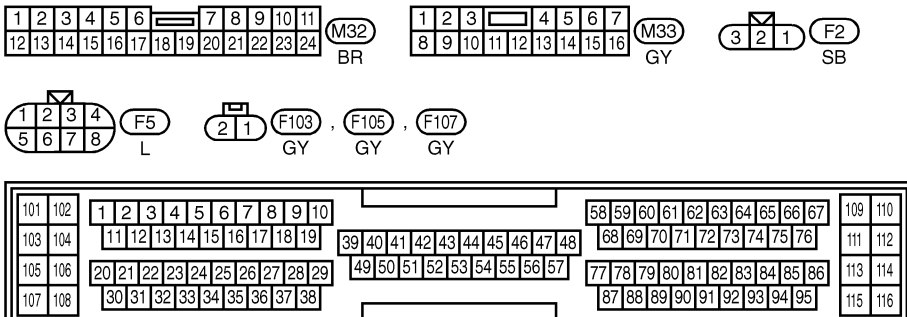 1 2 3 4 5 6 7 8 9 10 11
12 13 14 15 16 17 18 19 20 21 22 23 24
M32
BR
1 2 3 4 5 6 7
8 9 10 11 12 13 14 15 16
M33
GY
3 2 1
F2
SB
1 2 3 4
5 6 7 8
F5
L
2 1
F103 , F105 , F107
GY GY GY
101 102
103 104
105 106
107 108
1 2 3 4 5 6 7 8 9 10
11 12 13 14 15 16 17 18 19
20 21 22 23 24 25 26 27 28 29
30 31 32 33 34 35 36 37 38
39 40 41 42 43 44 45 46 47 48
49 50 51 52 53 54 55 56 57
58 59 60 61 62 63 64 65 66 67
68 69 70 71 72 73 74 75 76
77 78 79 80 81 82 83 84 85 86
87 88 89 90 91 92 93 94 95
109 110
111 112
113 114
115 116